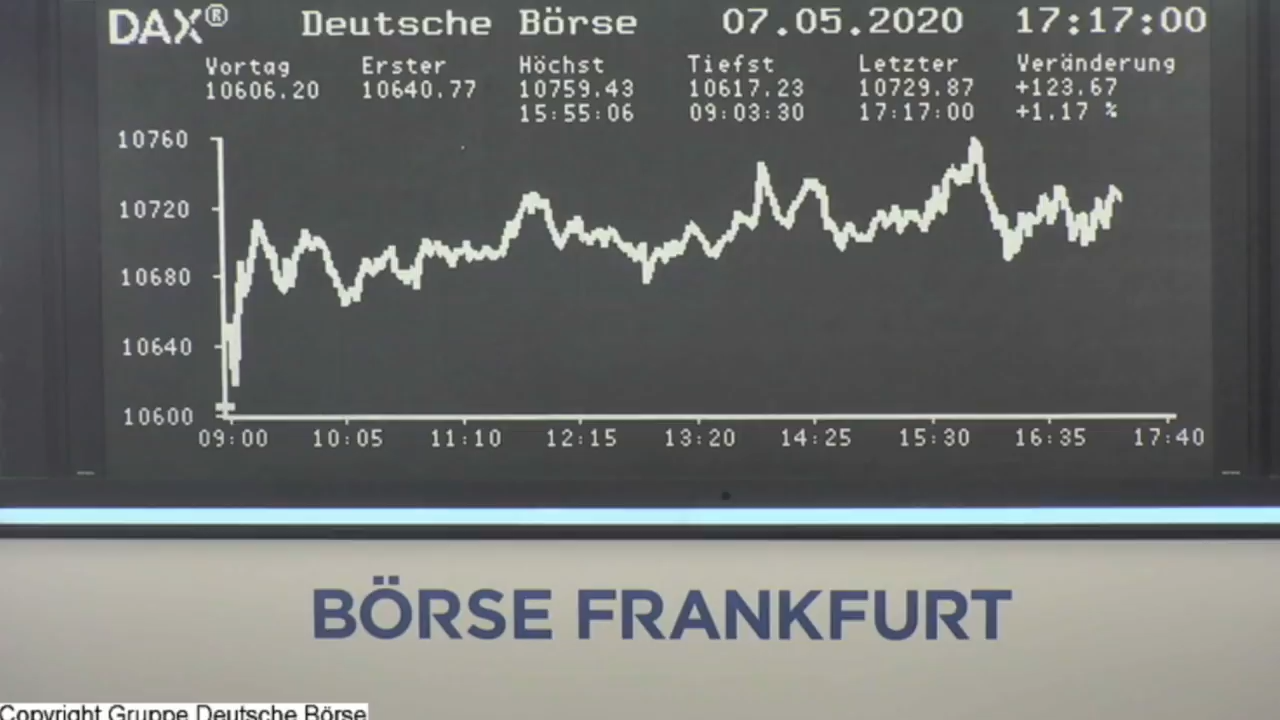 DAX® Deutsche Börse 07.05.2020 17:17:00
Vortag Erster Höchst Tiefst Letzter Veränderung
10606.20 10640.77 10759.43 10617.23 10729.87 +123.67
15:55:06 09:03:30 17:17:00 +1.17 %
10760
10720
10680
10640
10600
09:00 10:05 11:10 12:15 13:20 14:25 15:30 16:35 17:40
BÖRSE FRANKFURT
Copyright Gruppe Deutsche Börse